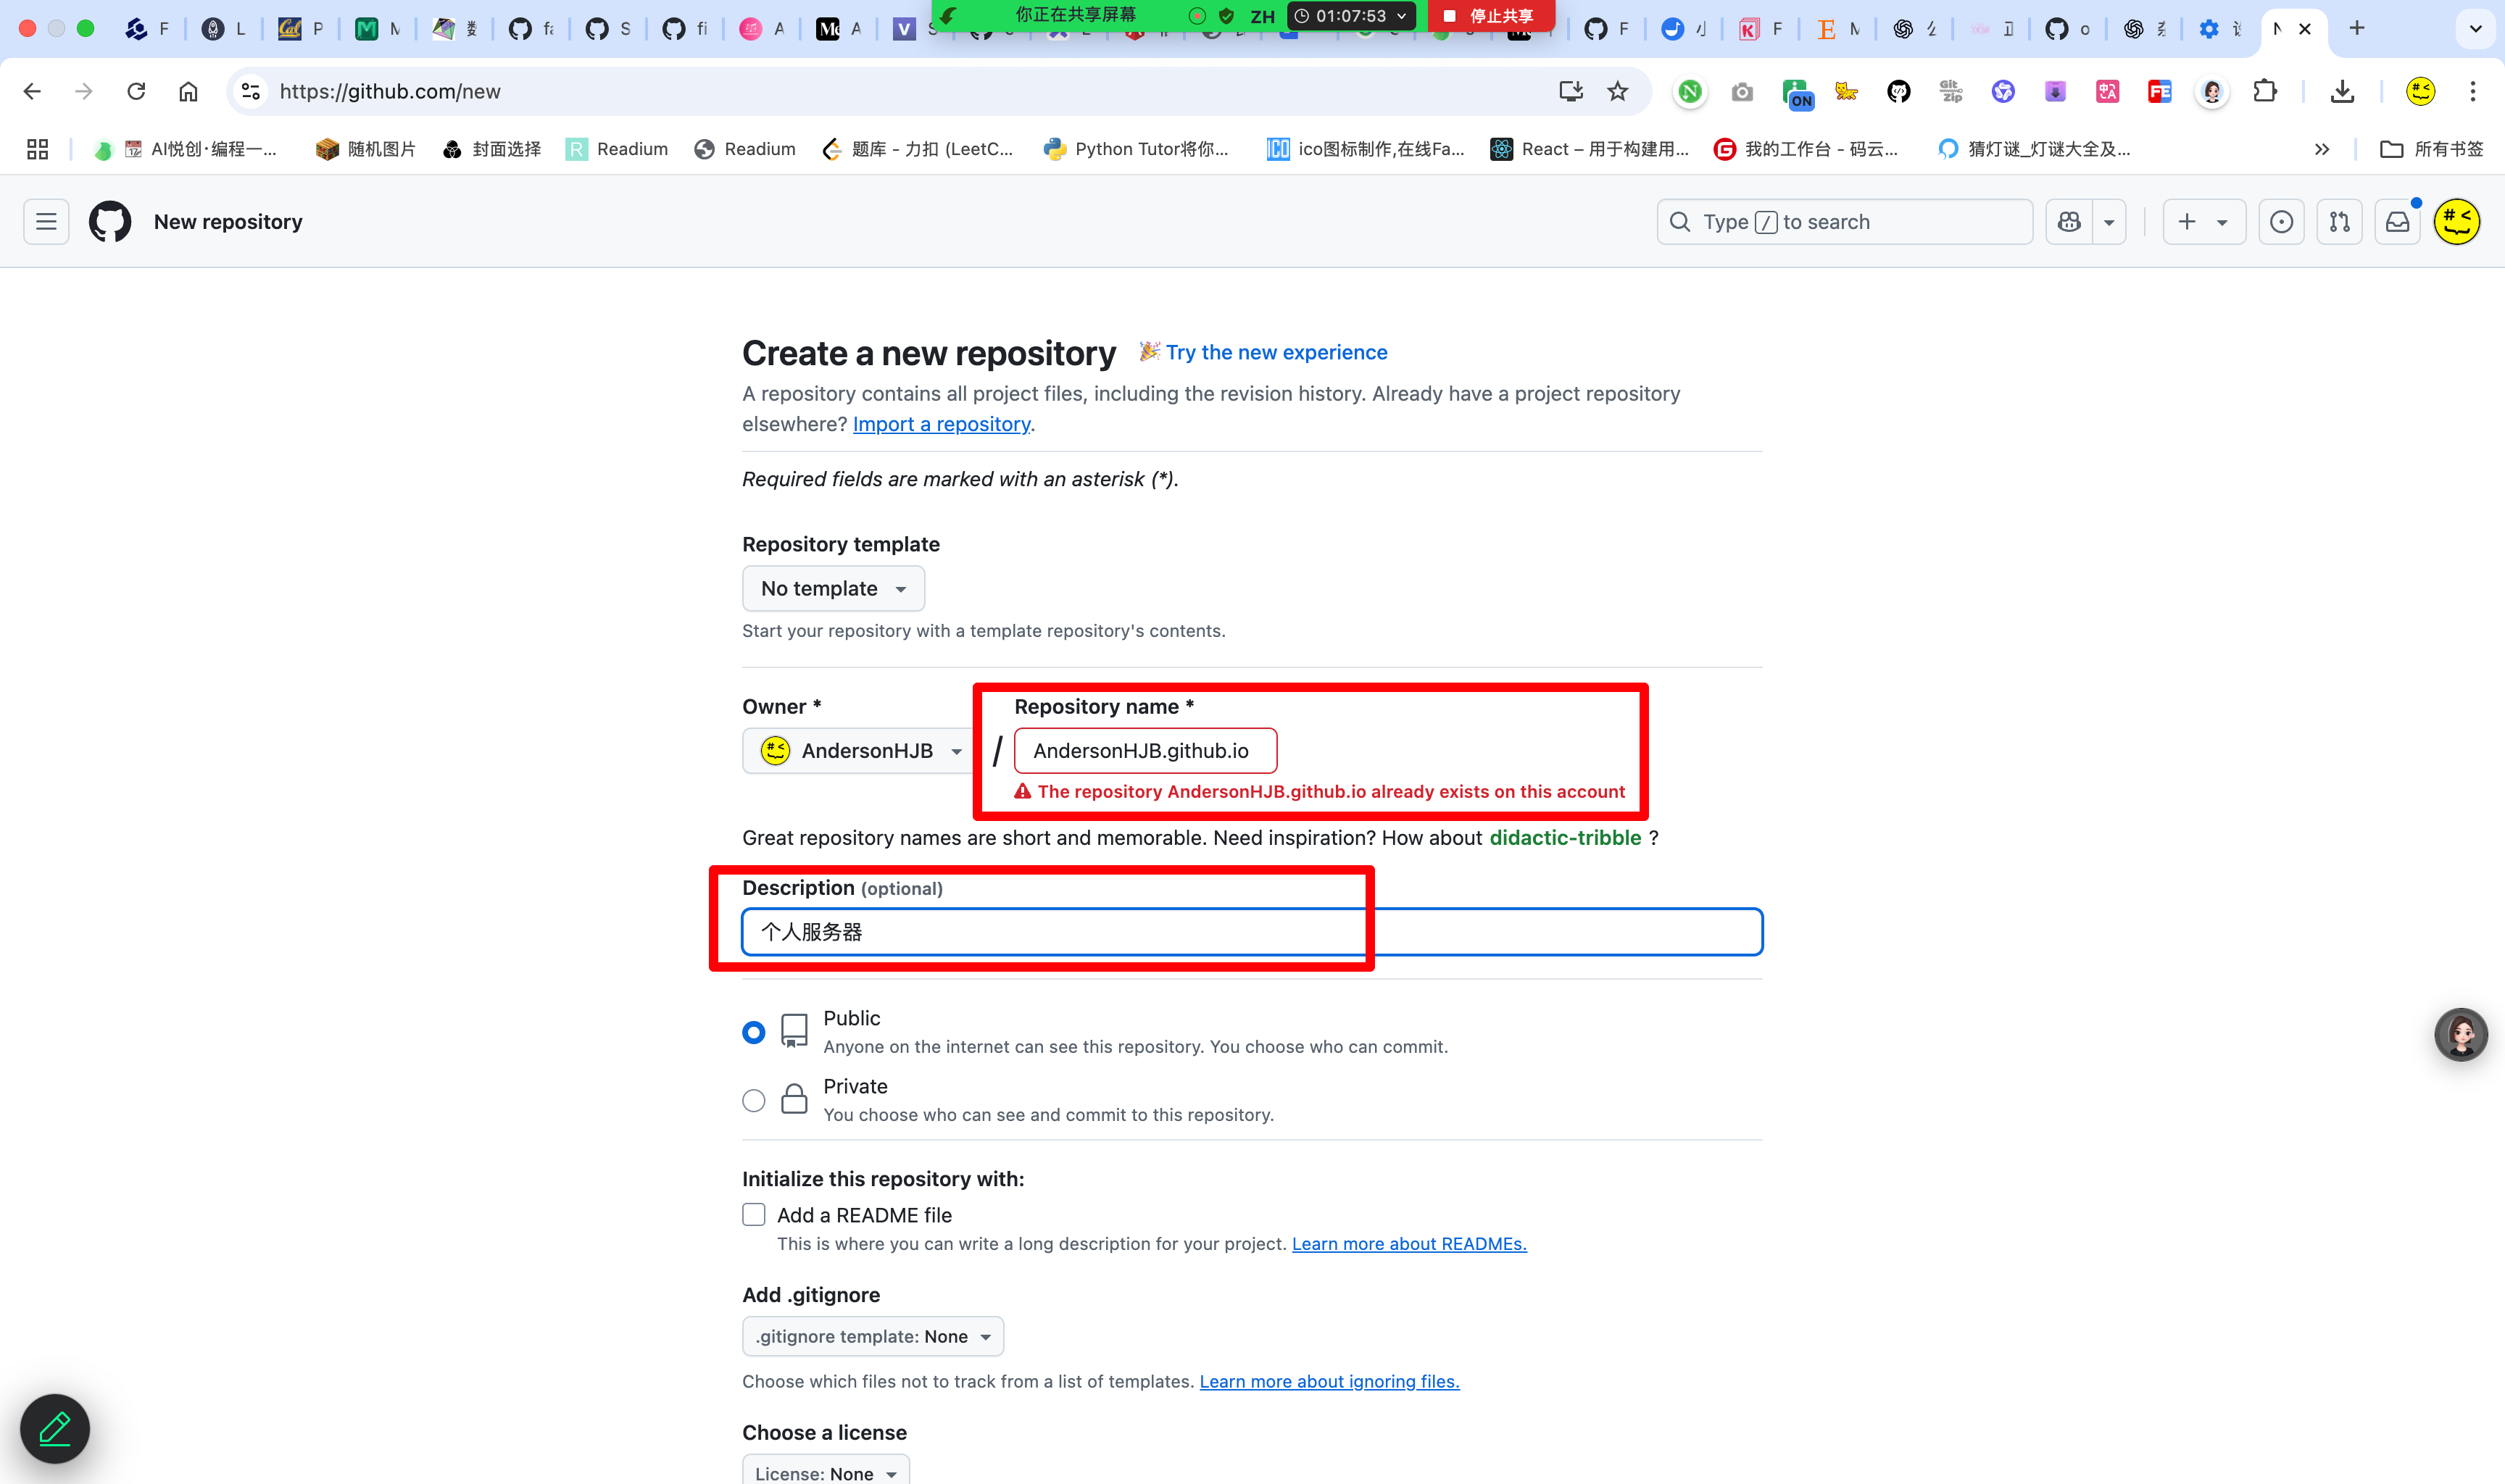 你正在共享屏幕
ZH
01:07:53
停止共享
https://github.com/new
ON
AI悦创·编程一...
随机图片
封面选择
Readium
Readium
题库 - 力扣 (LeetC...
Python Tutor将你...
ico图标制作,在线Fa...
React – 用于构建用...
我的工作台 - 码云...
猜灯谜_灯谜大全及...
所有书签
New repository
Type / to search
Create a new repository
Try the new experience
A repository contains all project files, including the revision history. Already have a project repository
elsewhere? Import a repository.
Required fields are marked with an asterisk (*).
Repository template
No template
Start your repository with a template repository's contents.
Owner *
Repository name *
AndersonHJB
/
AndersonHJB.github.io
The repository AndersonHJB.github.io already exists on this account
Great repository names are short and memorable. Need inspiration? How about didactic-tribble ?
Description (optional)
个人服务器
Public
Anyone on the internet can see this repository. You choose who can commit.
Private
You choose who can see and commit to this repository.
Initialize this repository with:
Add a README file
This is where you can write a long description for your project. Learn more about READMEs.
Add .gitignore
.gitignore template: None
Choose which files not to track from a list of templates. Learn more about ignoring files.
Choose a license
License: None